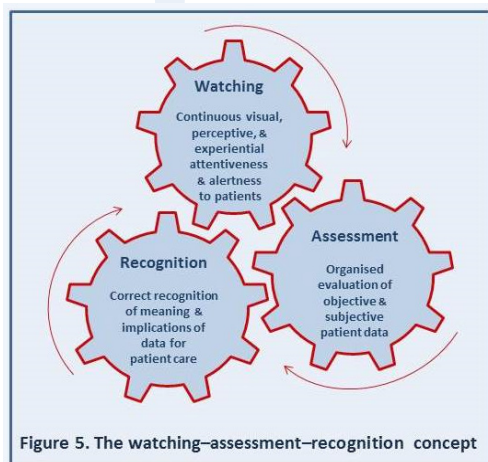 Watching
Continuous visual,
perceptive, &
experiential
attentiveness
& alertness
to patients
Assessment
Organised
evaluation of
objective &
subjective
patient data
Recognition
Correct recognition
of meaning &
implications of
data for
patient care
Figure 5. The watching–assessment–recognition concept